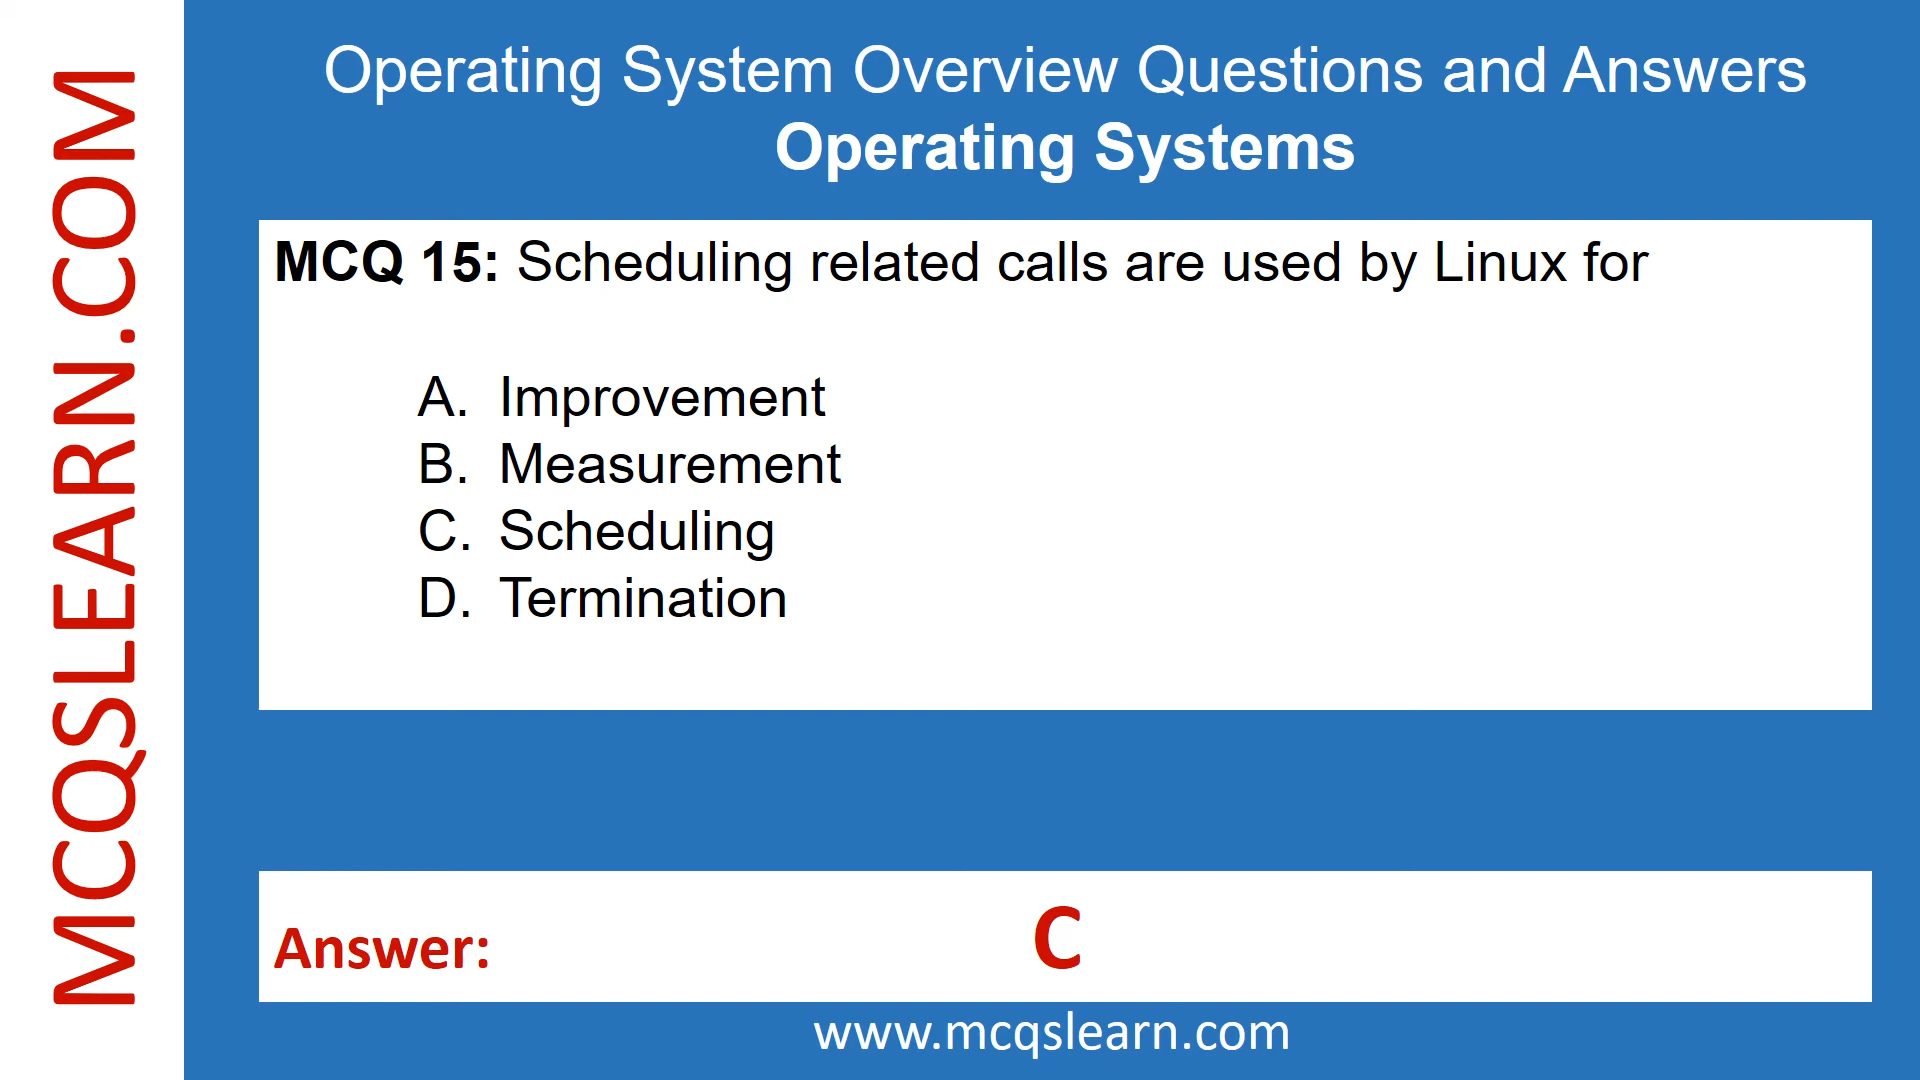 MCQSLEARN.COM
Operating System Overview Questions and Answers
Operating Systems
MCQ 15: Scheduling related calls are used by Linux for
A. Improvement
B. Measurement
C. Scheduling
D. Termination
Answer: C
www.mcqslearn.com